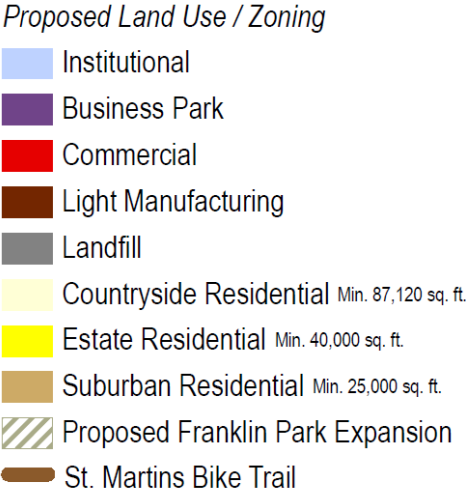 Proposed Land Use / Zoning
Institutional
Business Park
Commercial
Light Manufacturing
Landfill
Countryside Residential Min. 87,120 sq. ft.
Estate Residential Min. 40,000 sq. ft.
Suburban Residential Min. 25,000 sq. ft.
Proposed Franklin Park Expansion
St. Martins Bike Trail